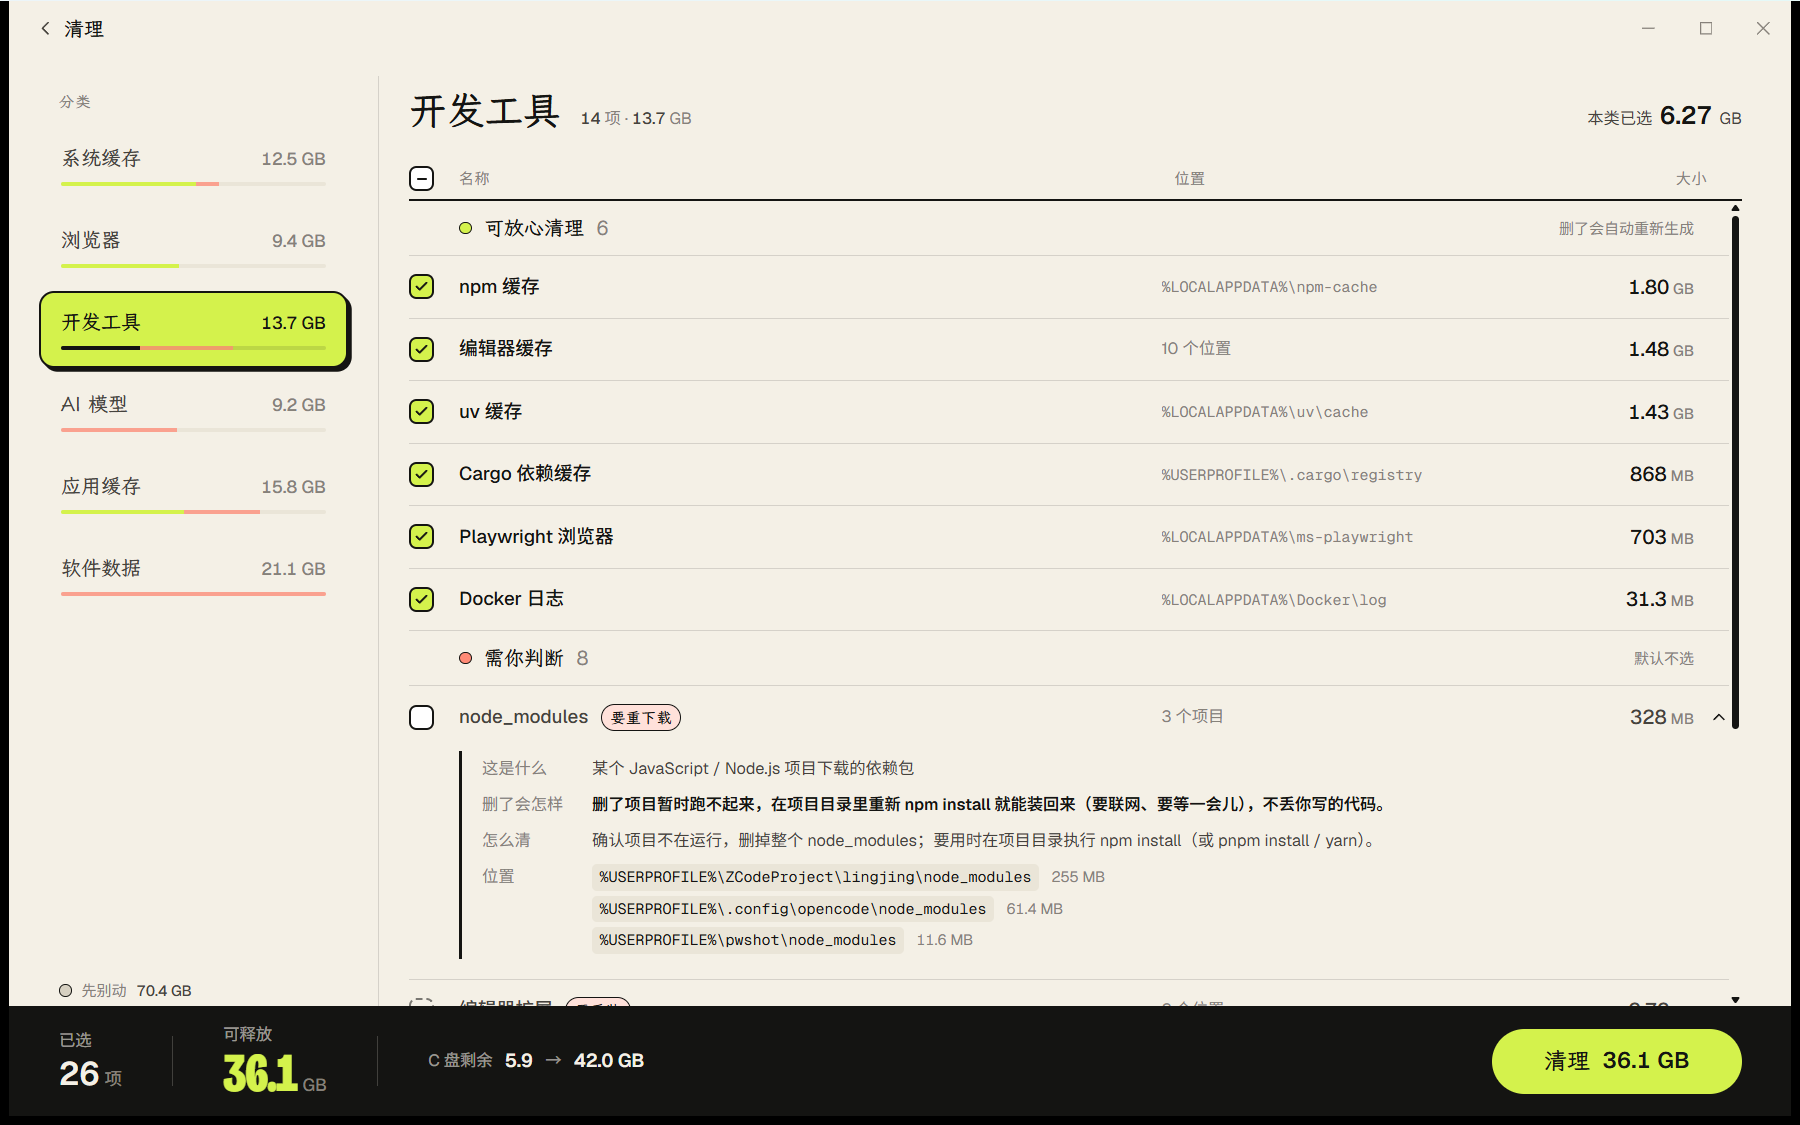 清理
分类
系统缓存 12.5 GB
浏览器 9.4 GB
开发工具 13.7 GB
AI 模型 9.2 GB
应用缓存 15.8 GB
软件数据 21.1 GB
先别动 70.4 GB
开发工具 14 项 · 13.7 GB
本类已选 6.27 GB
名称 位置 大小
可放心清理 6 删了会自动重新生成
npm 缓存 %LOCALAPPDATA%\npm-cache 1.80 GB
编辑器缓存 10 个位置 1.48 GB
uv 缓存 %LOCALAPPDATA%\uv\cache 1.43 GB
Cargo 依赖缓存 %USERPROFILE%\.cargo\registry 868 MB
Playwright 浏览器 %LOCALAPPDATA%\ms-playwright 703 MB
Docker 日志 %LOCALAPPDATA%\Docker\log 31.3 MB
需你判断 8 默认不选
node_modules 要重下载 3 个项目 328 MB
这是什么 某个 JavaScript / Node.js 项目下载的依赖包
删了会怎样 删了项目暂时跑不起来，在项目目录里重新 npm install 就能装回来（要联网、要等一会儿），不丢你写的代码。
怎么清 确认项目不在运行，删掉整个 node_modules；要用时在项目目录执行 npm install（或 pnpm install / yarn）。
位置 %USERPROFILE%\ZCodeProject\lingjing\node_modules 255 MB
%USERPROFILE%\.config\opencode\node_modules 61.4 MB
%USERPROFILE%\pwshot\node_modules 11.6 MB
编辑器扩展
已选
26 项
可释放
36.1 GB
C 盘剩余 5.9 → 42.0 GB
清理 36.1 GB